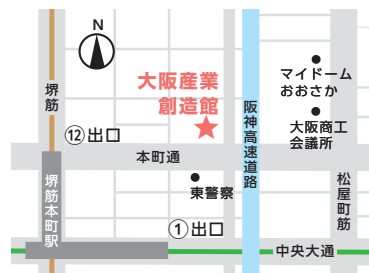 N
大阪産業
創造館
マイドーム
おおさか
堺筋
⑫出口
阪神高速道路
大阪商工
会議所
本町通
堺筋本町駅
東警察
松屋町筋
①出口
中央大通